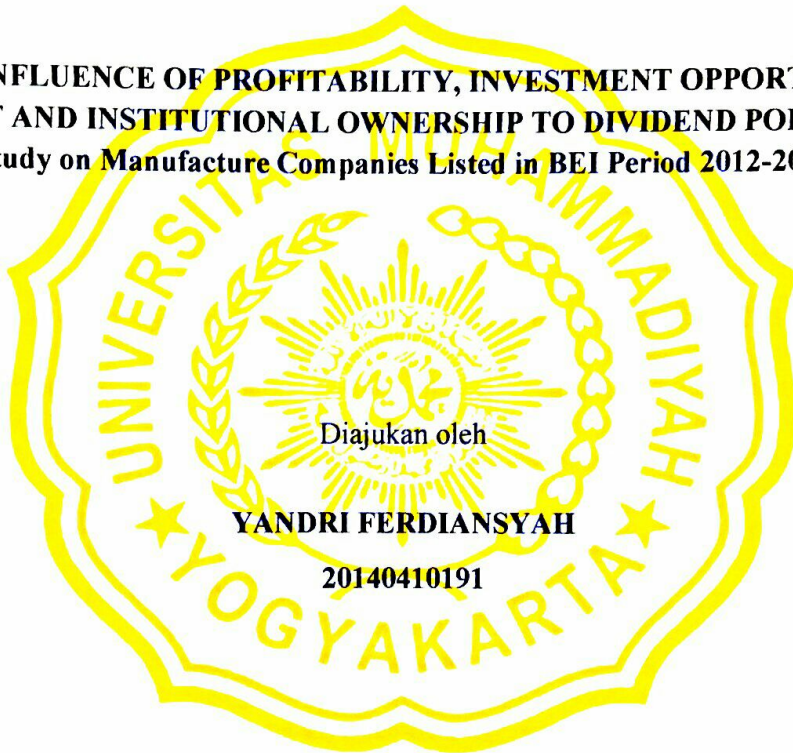 NFLUENCE OF PROFITABILITY, INVESTMENT OPPORT
AND INSTITUTIONAL OWNERSHIP TO DIVIDEND PO
tudy on Manufacture Companies Listed in BEI Period 2012-20
UNIVERSITAS MUHAMMADIYAH
Diajukan oleh
YANDRI FERDIANSYAH
20140410191
YOGYAKARTA